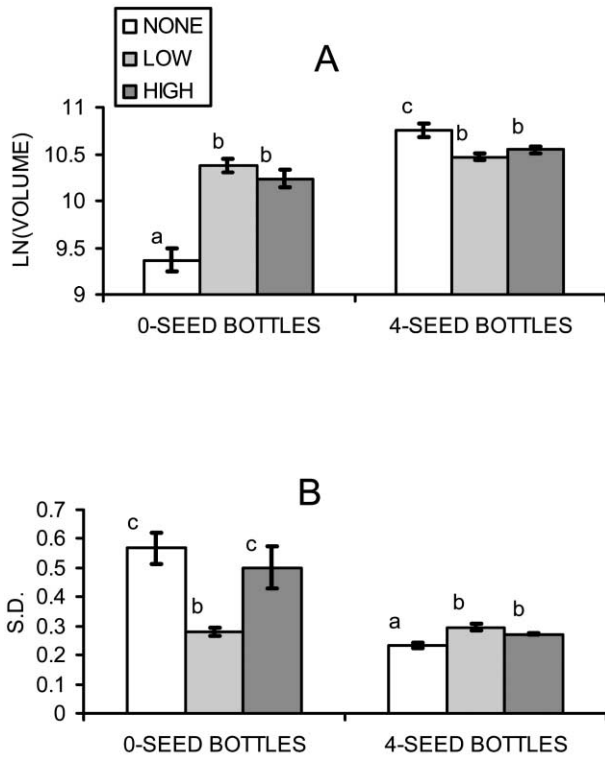 NONE
LOW
HIGH
A
LN(VOLUME)
11
10.5
10
9.5
9
a
b
b
c
b
b
0-SEED BOTTLES
4-SEED BOTTLES
B
S.D.
0.7
0.6
0.5
0.4
0.3
0.2
0.1
0
c
b
c
a
b
b
0-SEED BOTTLES
4-SEED BOTTLES